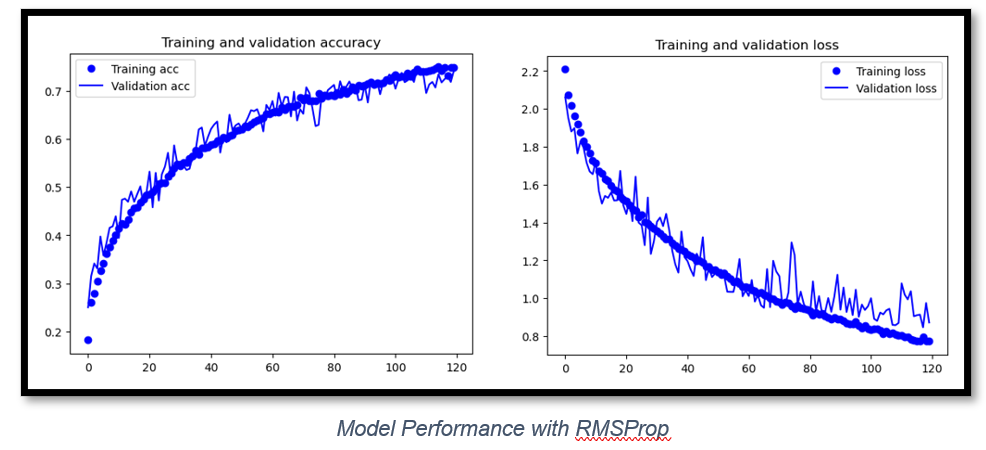 Training and validation accuracy
Training acc
Validation acc
0.7
0.6
0.5
0.4
0.3
0.2
0 20 40 60 80 100 120
Training and validation loss
Training loss
Validation loss
2.2
2.0
1.8
1.6
1.4
1.2
1.0
0.8
0 20 40 60 80 100 120
Model Performance with RMSProp